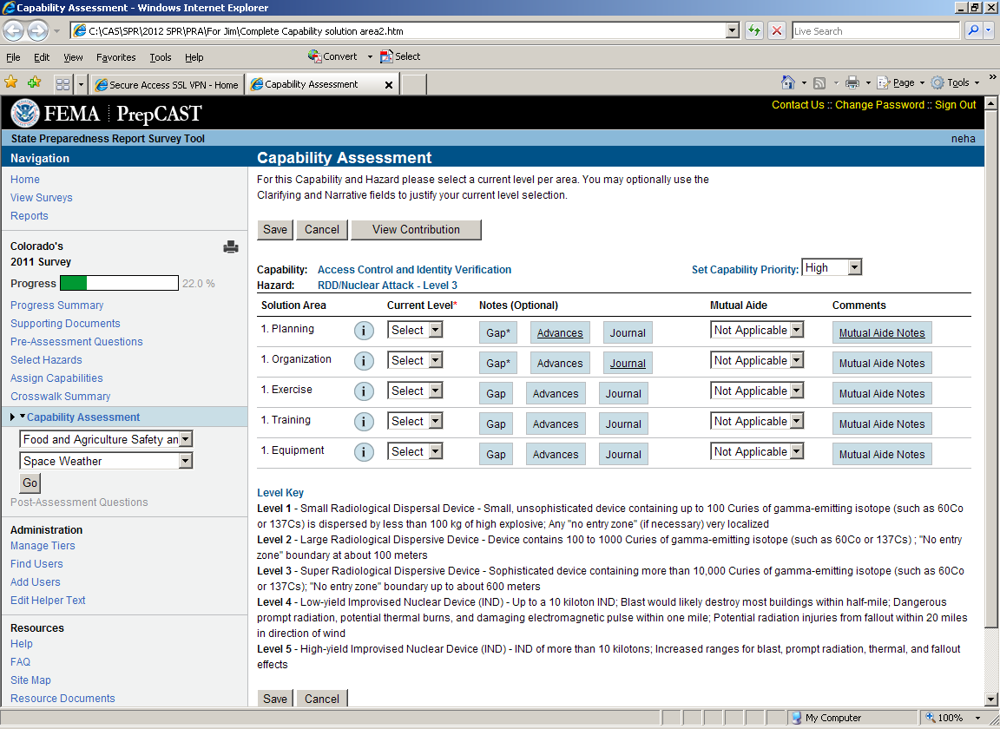 Capability Assessment - Windows Internet Explorer
C:\CAS\SPR\2012 SPR\PRA\For Jim\Complete Capability solution area2.htm
Live Search
File Edit View Favorites Tools Help
Convert Select
Secure Access SSL VPN - Home
Capability Assessment
Page Tools
FEMA PrepCAST
Contact Us :: Change Password :: Sign Out
State Preparedness Report Survey Tool
neha
Navigation
Home
View Surveys
Reports
Colorado's
2011 Survey
Progress 22.0 %
Progress Summary
Supporting Documents
Pre-Assessment Questions
Select Hazards
Assign Capabilities
Crosswalk Summary
Capability Assessment
Food and Agriculture Safety an
Space Weather
Go
Post-Assessment Questions
Administration
Manage Tiers
Find Users
Add Users
Edit Helper Text
Resources
Help
FAQ
Site Map
Resource Documents
Capability Assessment
For this Capability and Hazard please select a current level per area. You may optionally use the
Clarifying and Narrative fields to justify your current level selection.
Save Cancel View Contribution
Capability: Access Control and Identity Verification
Set Capability Priority: High
Hazard: RDD/Nuclear Attack - Level 3
Solution Area Current Level* Notes (Optional) Mutual Aide Comments
1. Planning i Select Gap* Advances Journal Not Applicable Mutual Aide Notes
1. Organization i Select Gap* Advances Journal Not Applicable Mutual Aide Notes
1. Exercise i Select Gap Advances Journal Not Applicable Mutual Aide Notes
1. Training i Select Gap Advances Journal Not Applicable Mutual Aide Notes
1. Equipment i Select Gap Advances Journal Not Applicable Mutual Aide Notes
Level Key
Level 1 - Small Radiological Dispersal Device - Small, unsophisticated device containing up to 100 Curies of gamma-emitting isotope (such as 60Co
or 137Cs) is dispersed by less than 100 kg of high explosive; Any "no entry zone" (if necessary) very localized
Level 2 - Large Radiological Dispersive Device - Device contains 100 to 1000 Curies of gamma-emitting isotope (such as 60Co or 137Cs) ; "No entry
zone" boundary at about 100 meters
Level 3 - Super Radiological Dispersive Device - Sophisticated device containing more than 10,000 Curies of gamma-emitting isotope (such as 60Co
or 137Cs); "No entry zone" boundary up to about 600 meters
Level 4 - Low-yield Improvised Nuclear Device (IND) - Up to a 10 kiloton IND; Blast would likely destroy most buildings within half-mile; Dangerous
prompt radiation, potential thermal burns, and damaging electromagnetic pulse within one mile; Potential radiation injuries from fallout within 20 miles
in direction of wind
Level 5 - High-yield Improvised Nuclear Device (IND) - IND of more than 10 kilotons; Increased ranges for blast, prompt radiation, thermal, and fallout
effects
Save Cancel
My Computer
100%